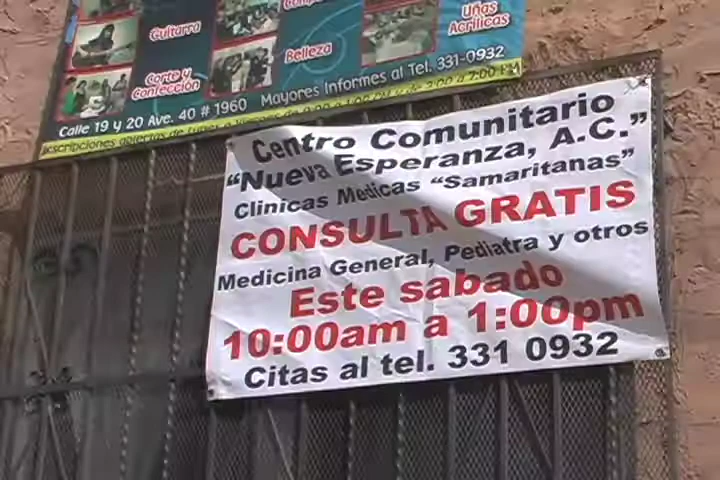 Guitarra
Uñas
Acrílicas
Belleza
Corte y
Confección
Mayores Informes al Tel. 331-0932
Calle 19 y 20 Ave. 40 # 1960
Centro Comunitario
"Nueva Esperanza, A.C."
Clinicas Medicas "Samaritanas"
CONSULTA GRATIS
Medicina General, Pediatra y otros
Este sabado
10:00am a 1:00pm
Citas al tel. 331 0932